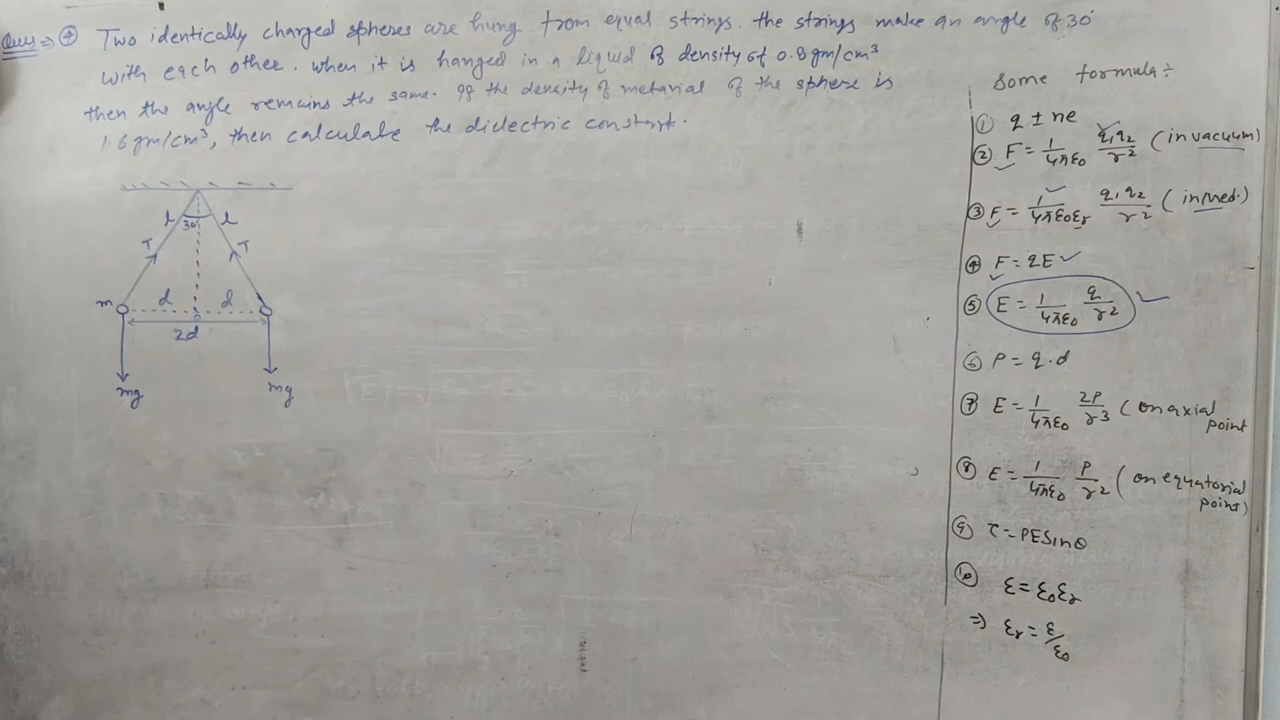 Ques ⇒ ④ Two identically charged spheres are hung from equal strings. the strings make an angle of 30°
with each other. when it is hanged in a liquid of density of 0.8 gm/cm³
then the angle remains the same. If the density of metarial of the sphere is
1.6 gm/cm³, then calculate the dielectric constant.
l 30° l
T T
m d d
2d
mg mg
Some formula ÷
① q ± ne
② F = 1/4πε₀ q₁q₂/r² (in vacuum)
③ F = 1/4πε₀εr q₁q₂/r² (in Med.)
④ F = qE
⑤ E = 1/4πε₀ q/r²
⑥ P = q·d
⑦ E = 1/4πε₀ 2P/r³ (on axial
point
⑧ E = 1/4πε₀ P/r² (on equatorial
point)
⑨ τ = PE Sinθ
⑩ ε = ε₀εr
⇒ εr = ε/ε₀